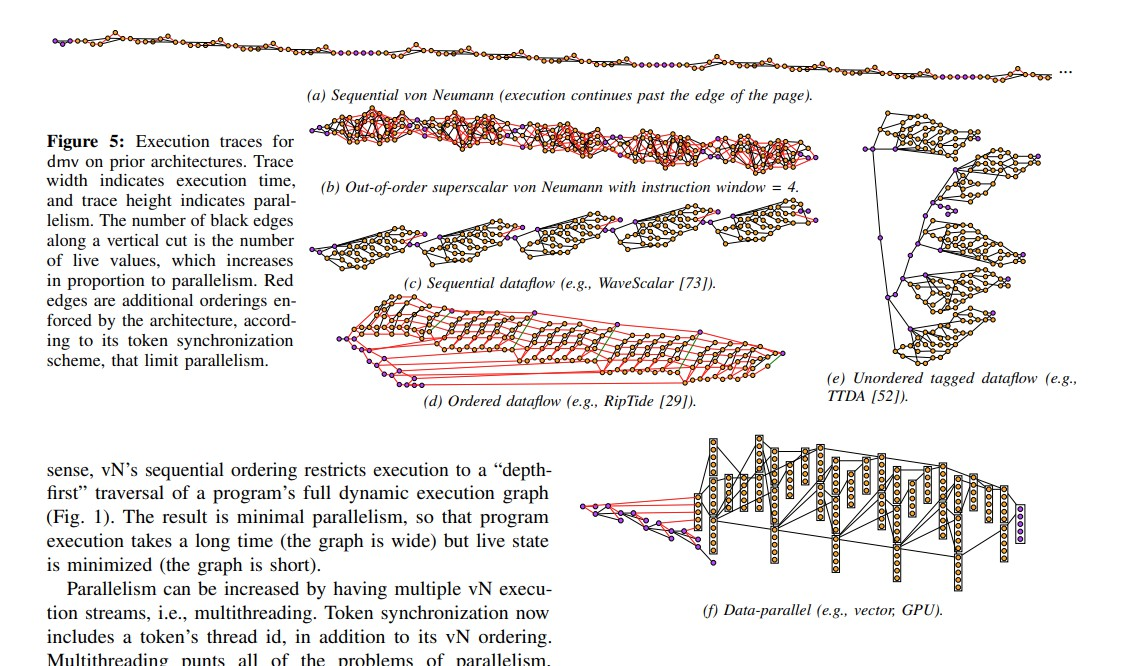 ...
(a) Sequential von Neumann (execution continues past the edge of the page).
Figure 5: Execution traces for
dmv on prior architectures. Trace
width indicates execution time,
and trace height indicates paral-
lelism. The number of black edges
along a vertical cut is the number
of live values, which increases
in proportion to parallelism. Red
edges are additional orderings en-
forced by the architecture, accord-
ing to its token synchronization
scheme, that limit parallelism.
(b) Out-of-order superscalar von Neumann with instruction window = 4.
(c) Sequential dataflow (e.g., WaveScalar [73]).
(d) Ordered dataflow (e.g., RipTide [29]).
(e) Unordered tagged dataflow (e.g.,
TTDA [52]).
(f) Data-parallel (e.g., vector, GPU).
sense, vN's sequential ordering restricts execution to a “depth-
first” traversal of a program's full dynamic execution graph
(Fig. 1). The result is minimal parallelism, so that program
execution takes a long time (the graph is wide) but live state
is minimized (the graph is short).
Parallelism can be increased by having multiple vN execu-
tion streams, i.e., multithreading. Token synchronization now
includes a token's thread id, in addition to its vN ordering.
Multithreading punts all of the problems of parallelism,